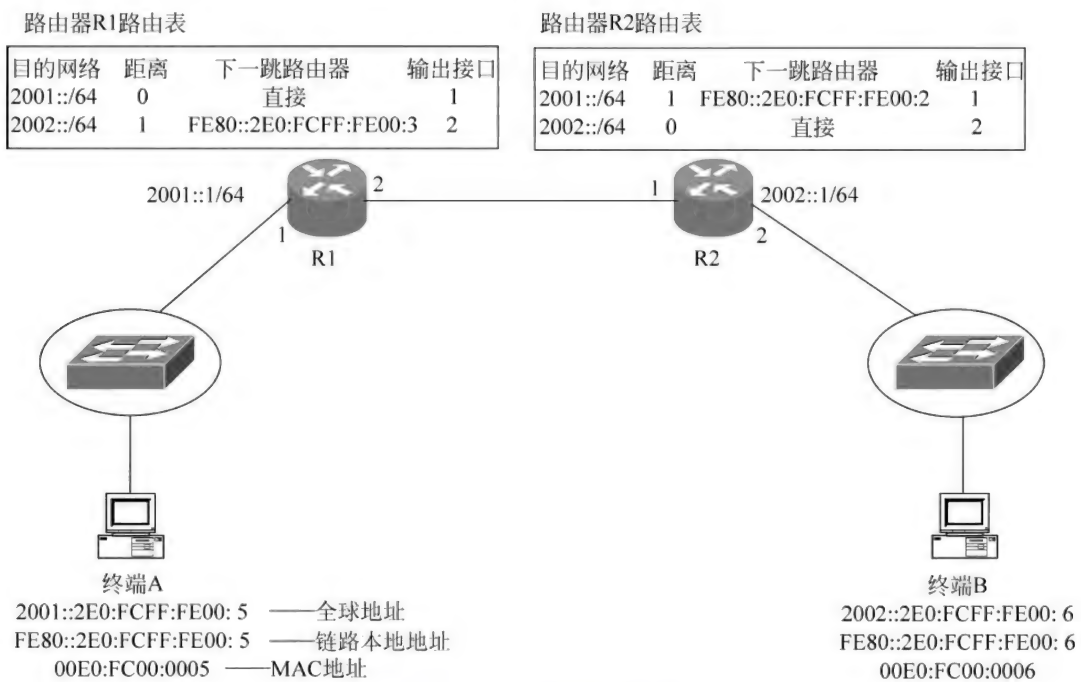 路由器R1路由表
目的网络 距离 下一跳路由器 输出接口
2001::/64 0 直接 1
2002::/64 1 FE80::2E0:FCFF:FE00:3 2
路由器R2路由表
目的网络 距离 下一跳路由器 输出接口
2001::/64 1 FE80::2E0:FCFF:FE00:2 1
2002::/64 0 直接 2
2001::1/64
1
2
R1
1
2
2002::1/64
R2
终端A
2001::2E0:FCFF:FE00: 5 ——全球地址
FE80::2E0:FCFF:FE00: 5 ——链路本地地址
00E0:FC00:0005 ——MAC地址
终端B
2002::2E0:FCFF:FE00: 6
FE80::2E0:FCFF:FE00: 6
00E0:FC00:0006